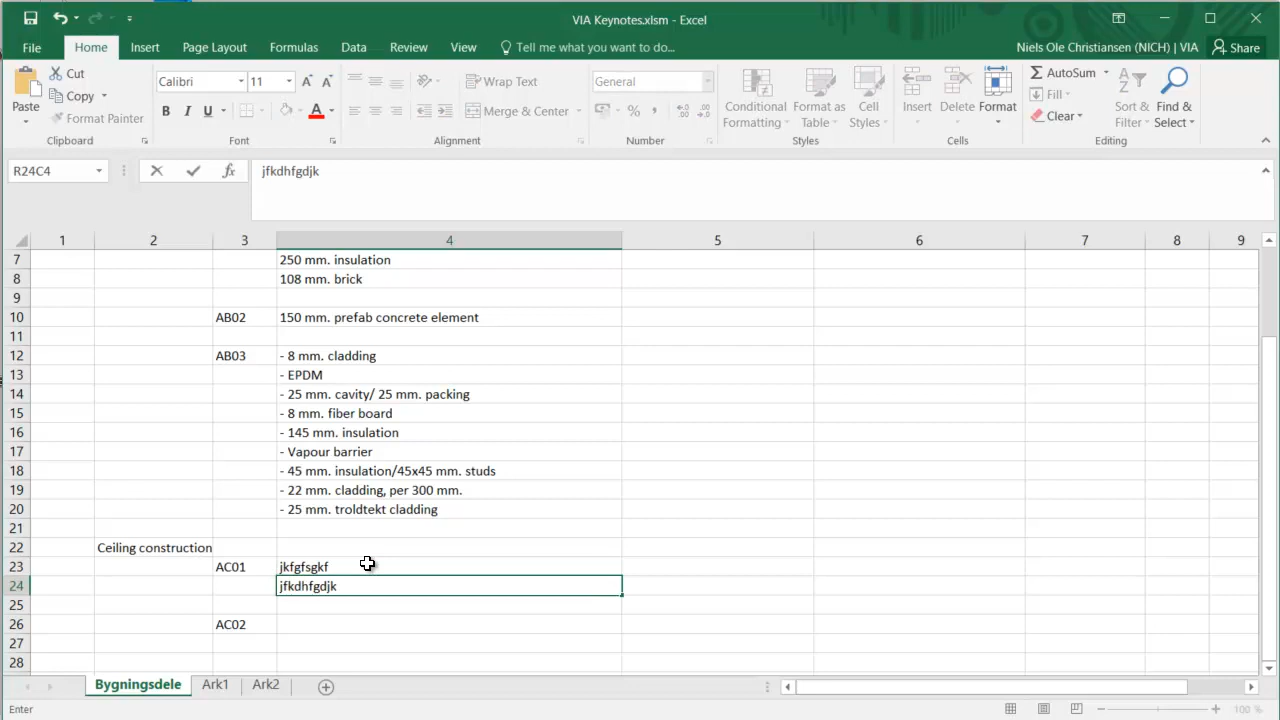 VIA Keynotes.xlsm - Excel
File Home Insert Page Layout Formulas Data Review View Tell me what you want to do... Niels Ole Christiansen (NICH) | VIA Share
Paste
Cut
Copy
Format Painter
Clipboard
Calibri 11 A A
B I U A
Font
Wrap Text
Merge & Center
Alignment
General
%
Number
Conditional Formatting
Format as Table
Cell Styles
Styles
Insert Delete Format
Cells
AutoSum
Fill
Clear
Sort & Filter
Find & Select
Editing
R24C4 fx jfkdhfgdjk
1 2 3 4 5 6 7 8 9
7 250 mm. insulation
8 108 mm. brick
9
10 AB02 150 mm. prefab concrete element
11
12 AB03 - 8 mm. cladding
13 - EPDM
14 - 25 mm. cavity/ 25 mm. packing
15 - 8 mm. fiber board
16 - 145 mm. insulation
17 - Vapour barrier
18 - 45 mm. insulation/45x45 mm. studs
19 - 22 mm. cladding, per 300 mm.
20 - 25 mm. troldtekt cladding
21
22 Ceiling construction
23 AC01 jkfgfsgkf
24 jfkdhfgdjk
25
26 AC02
27
28
Bygningsdele Ark1 Ark2
Enter 100 %